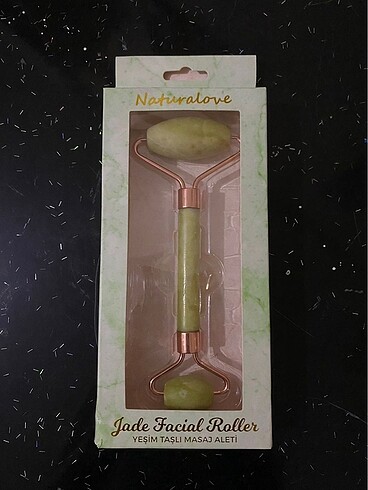 Naturalove
Jade Facial Roller
YEŞİM TAŞLI MASAJ ALETİ